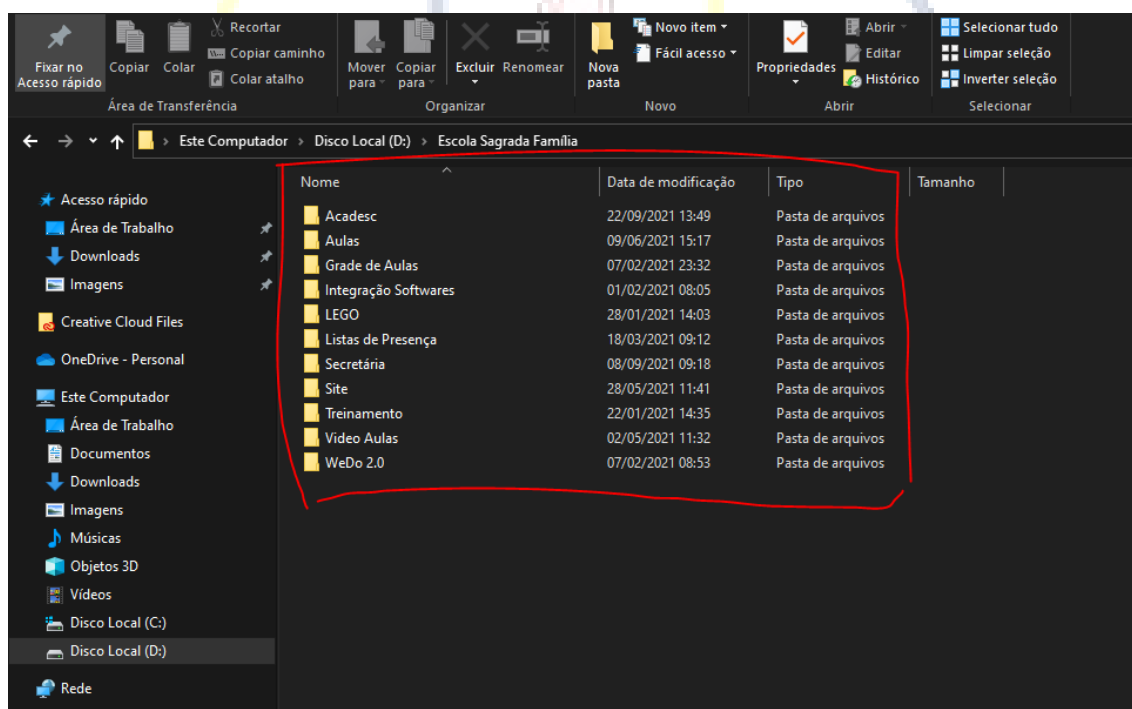 Fixar no
Acesso rápido
Copiar
Colar
Recortar
Copiar caminho
Colar atalho
Área de Transferência
Mover
para
Copiar
para
Excluir
Renomear
Organizar
Nova
pasta
Novo item
Fácil acesso
Novo
Propriedades
Abrir
Editar
Histórico
Abrir
Selecionar tudo
Limpar seleção
Inverter seleção
Selecionar
Este Computador > Disco Local (D:) > Escola Sagrada Família
Acesso rápido
Área de Trabalho
Downloads
Imagens
Creative Cloud Files
OneDrive - Personal
Este Computador
Área de Trabalho
Documentos
Downloads
Imagens
Músicas
Objetos 3D
Vídeos
Disco Local (C:)
Disco Local (D:)
Rede
Nome Data de modificação Tipo Tamanho
Acadesc 22/09/2021 13:49 Pasta de arquivos
Aulas 09/06/2021 15:17 Pasta de arquivos
Grade de Aulas 07/02/2021 23:32 Pasta de arquivos
Integração Softwares 01/02/2021 08:05 Pasta de arquivos
LEGO 28/01/2021 14:03 Pasta de arquivos
Listas de Presença 18/03/2021 09:12 Pasta de arquivos
Secretária 08/09/2021 09:18 Pasta de arquivos
Site 28/05/2021 11:41 Pasta de arquivos
Treinamento 22/01/2021 14:35 Pasta de arquivos
Video Aulas 02/05/2021 11:32 Pasta de arquivos
WeDo 2.0 07/02/2021 08:53 Pasta de arquivos